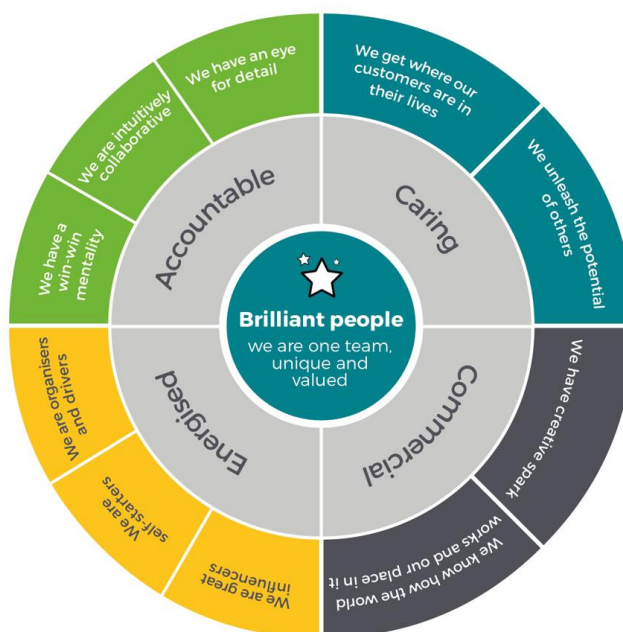 Brilliant people
we are one team,
unique and
valued
Accountable
We have a
win-win
mentality
We are intuitively
collaborative
We have an eye
for detail
Caring
We get where our
customers are in
their lives
We unleash the potential
of others
Commercial
We have creative spark
We know how the world
works and our place in it
Energised
We are great
influencers
We are
self-starters
We are organisers
and drivers